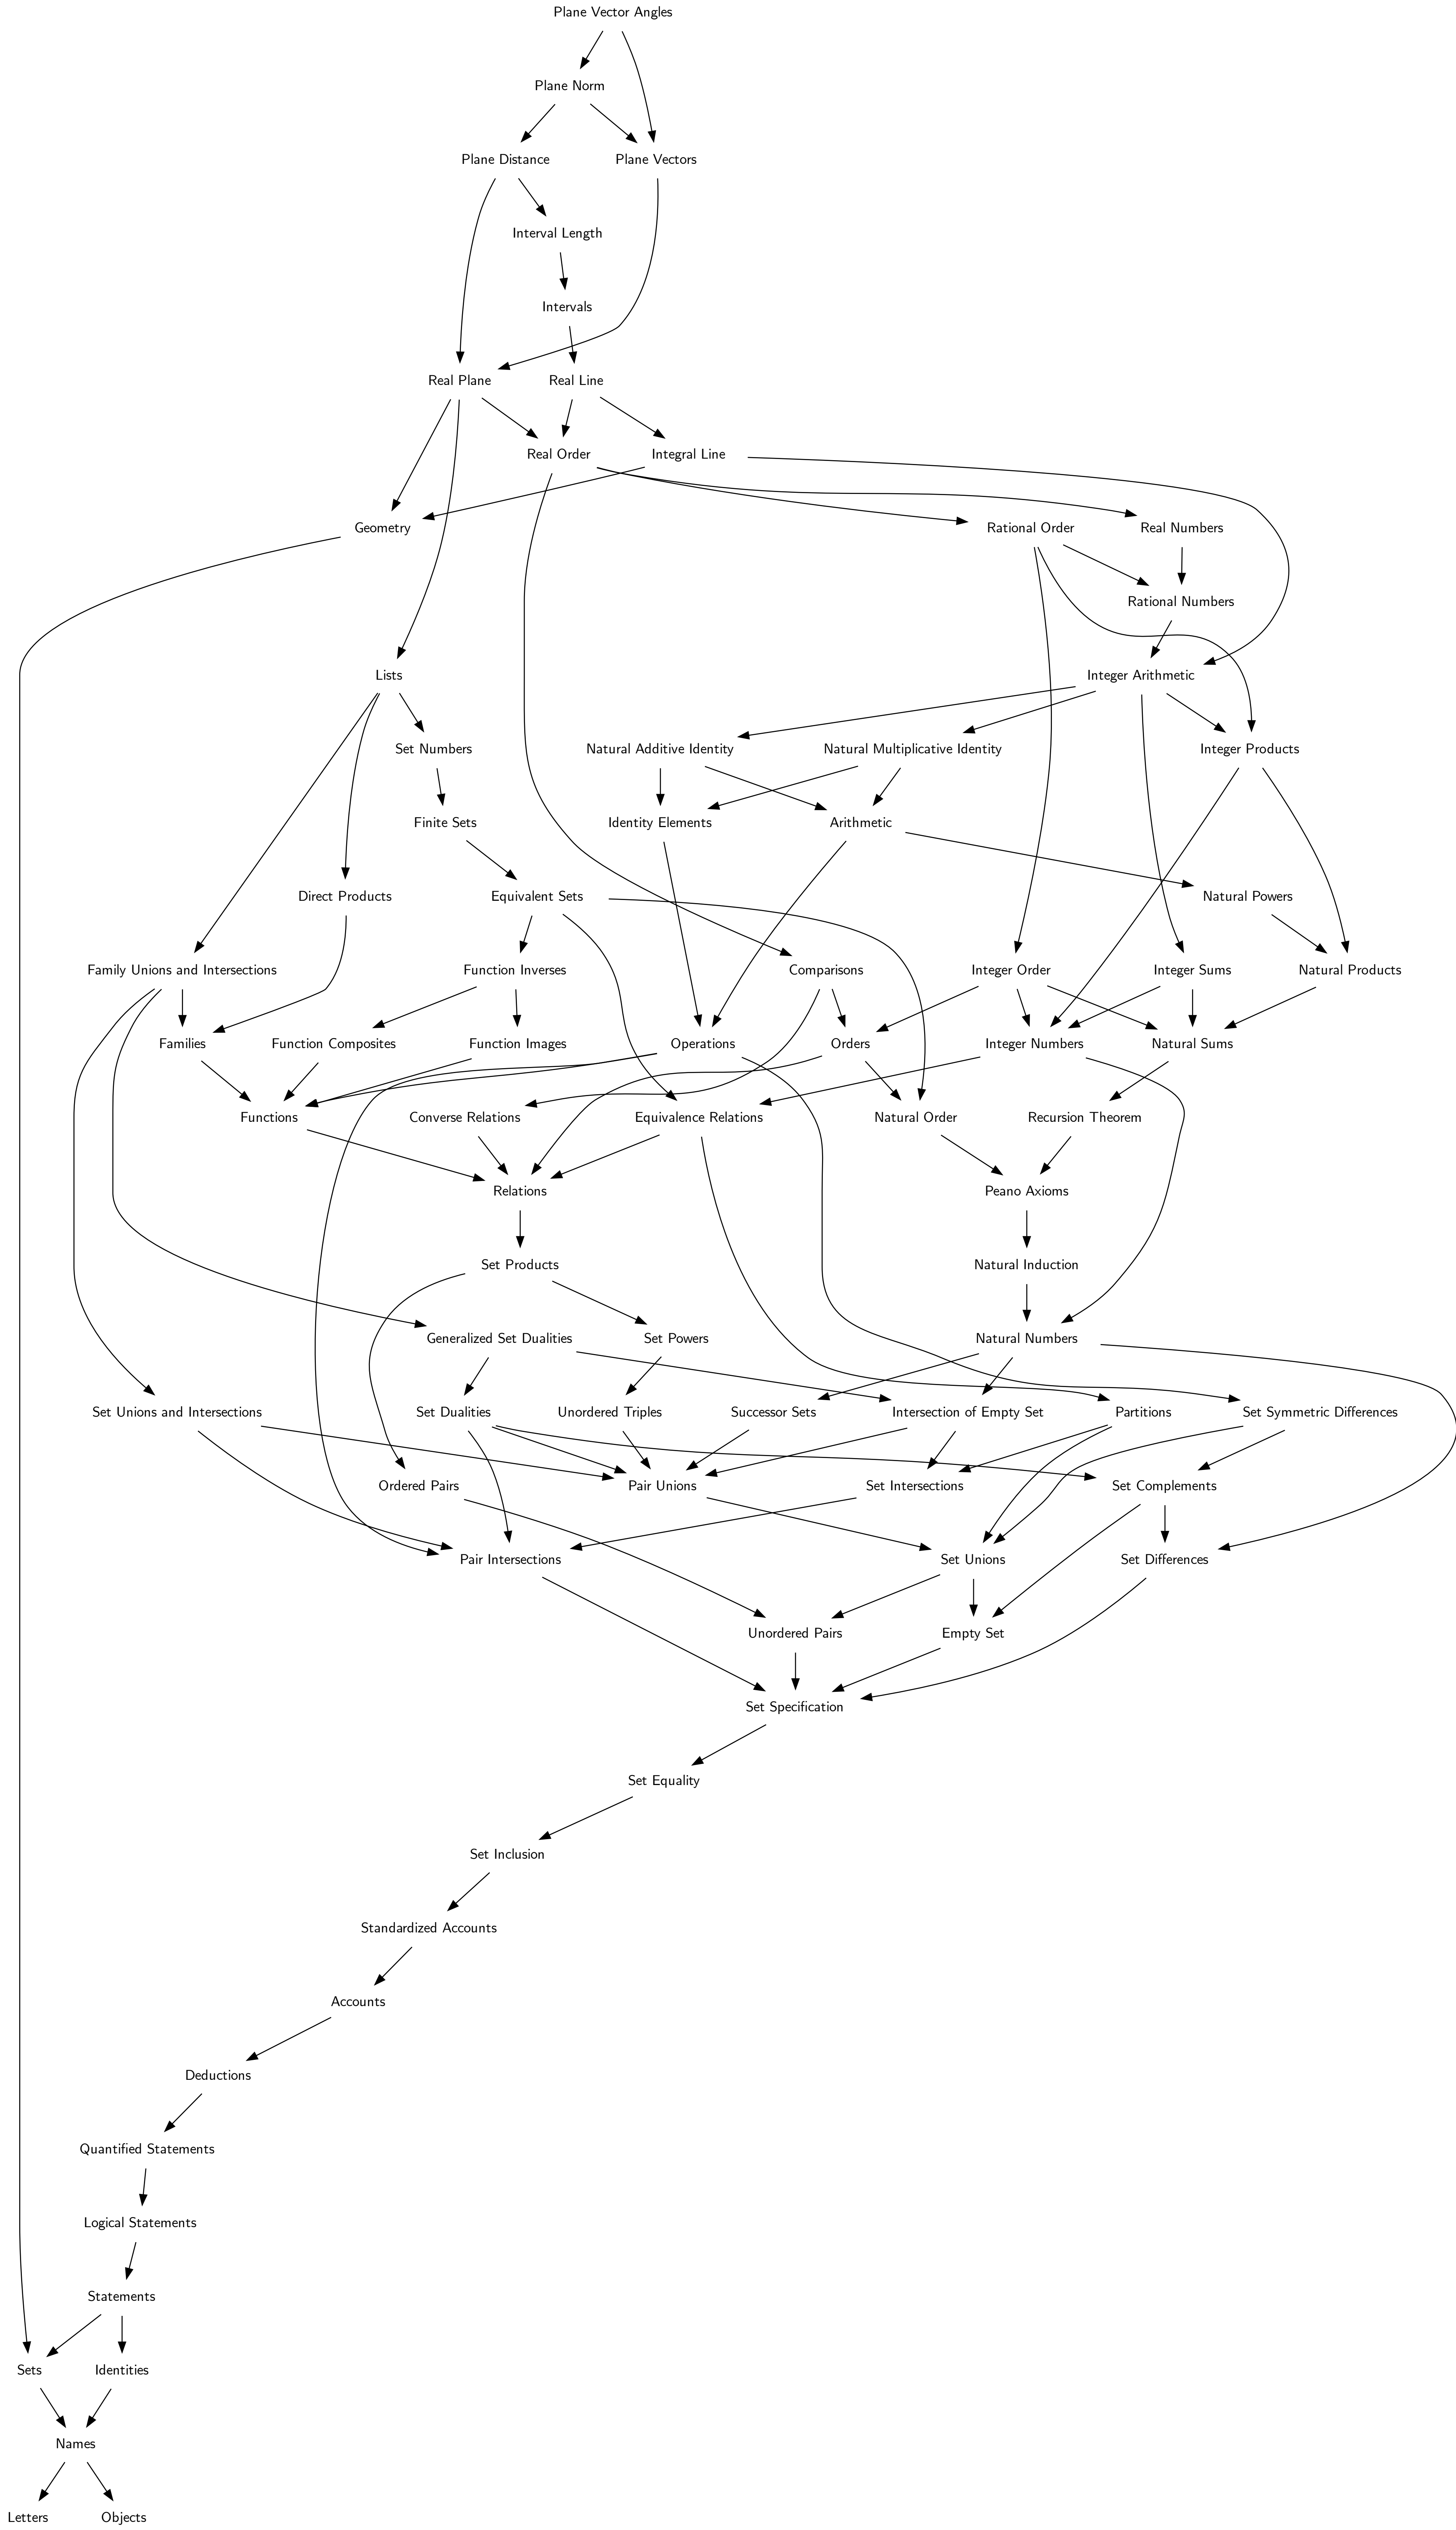 Plane Vector Angles
Plane Norm
Plane Distance
Plane Vectors
Interval Length
Intervals
Real Plane
Real Line
Real Order
Integral Line
Geometry
Rational Order
Real Numbers
Rational Numbers
Lists
Integer Arithmetic
Set Numbers
Natural Additive Identity
Natural Multiplicative Identity
Integer Products
Finite Sets
Identity Elements
Arithmetic
Direct Products
Equivalent Sets
Natural Powers
Family Unions and Intersections
Function Inverses
Comparisons
Integer Order
Integer Sums
Natural Products
Families
Function Composites
Function Images
Operations
Orders
Integer Numbers
Natural Sums
Functions
Converse Relations
Equivalence Relations
Natural Order
Recursion Theorem
Relations
Peano Axioms
Set Products
Natural Induction
Generalized Set Dualities
Set Powers
Natural Numbers
Set Unions and Intersections
Set Dualities
Unordered Triples
Successor Sets
Intersection of Empty Set
Partitions
Set Symmetric Differences
Ordered Pairs
Pair Unions
Set Intersections
Set Complements
Pair Intersections
Set Unions
Set Differences
Unordered Pairs
Empty Set
Set Specification
Set Equality
Set Inclusion
Standardized Accounts
Accounts
Deductions
Quantified Statements
Logical Statements
Statements
Sets
Identities
Names
Letters
Objects